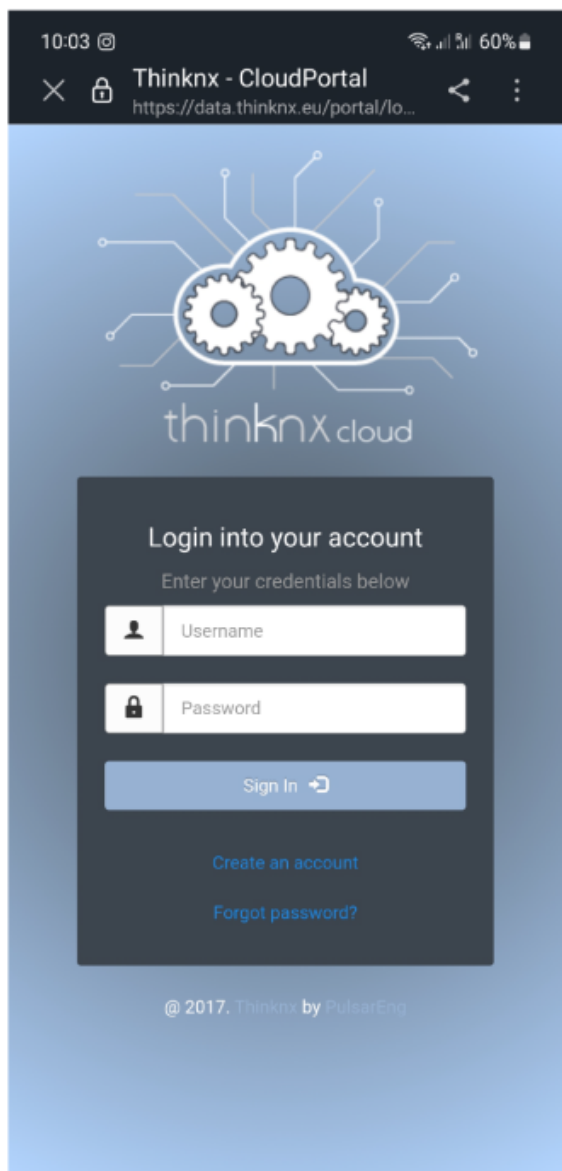 10:03 60%
Thinknx - CloudPortal
https://data.thinknx.eu/portal/lo...
thinknx cloud
Login into your account
Enter your credentials below
Username
Password
Sign In
Create an account
Forgot password?
@ 2017. Thinknx by PulsarEng